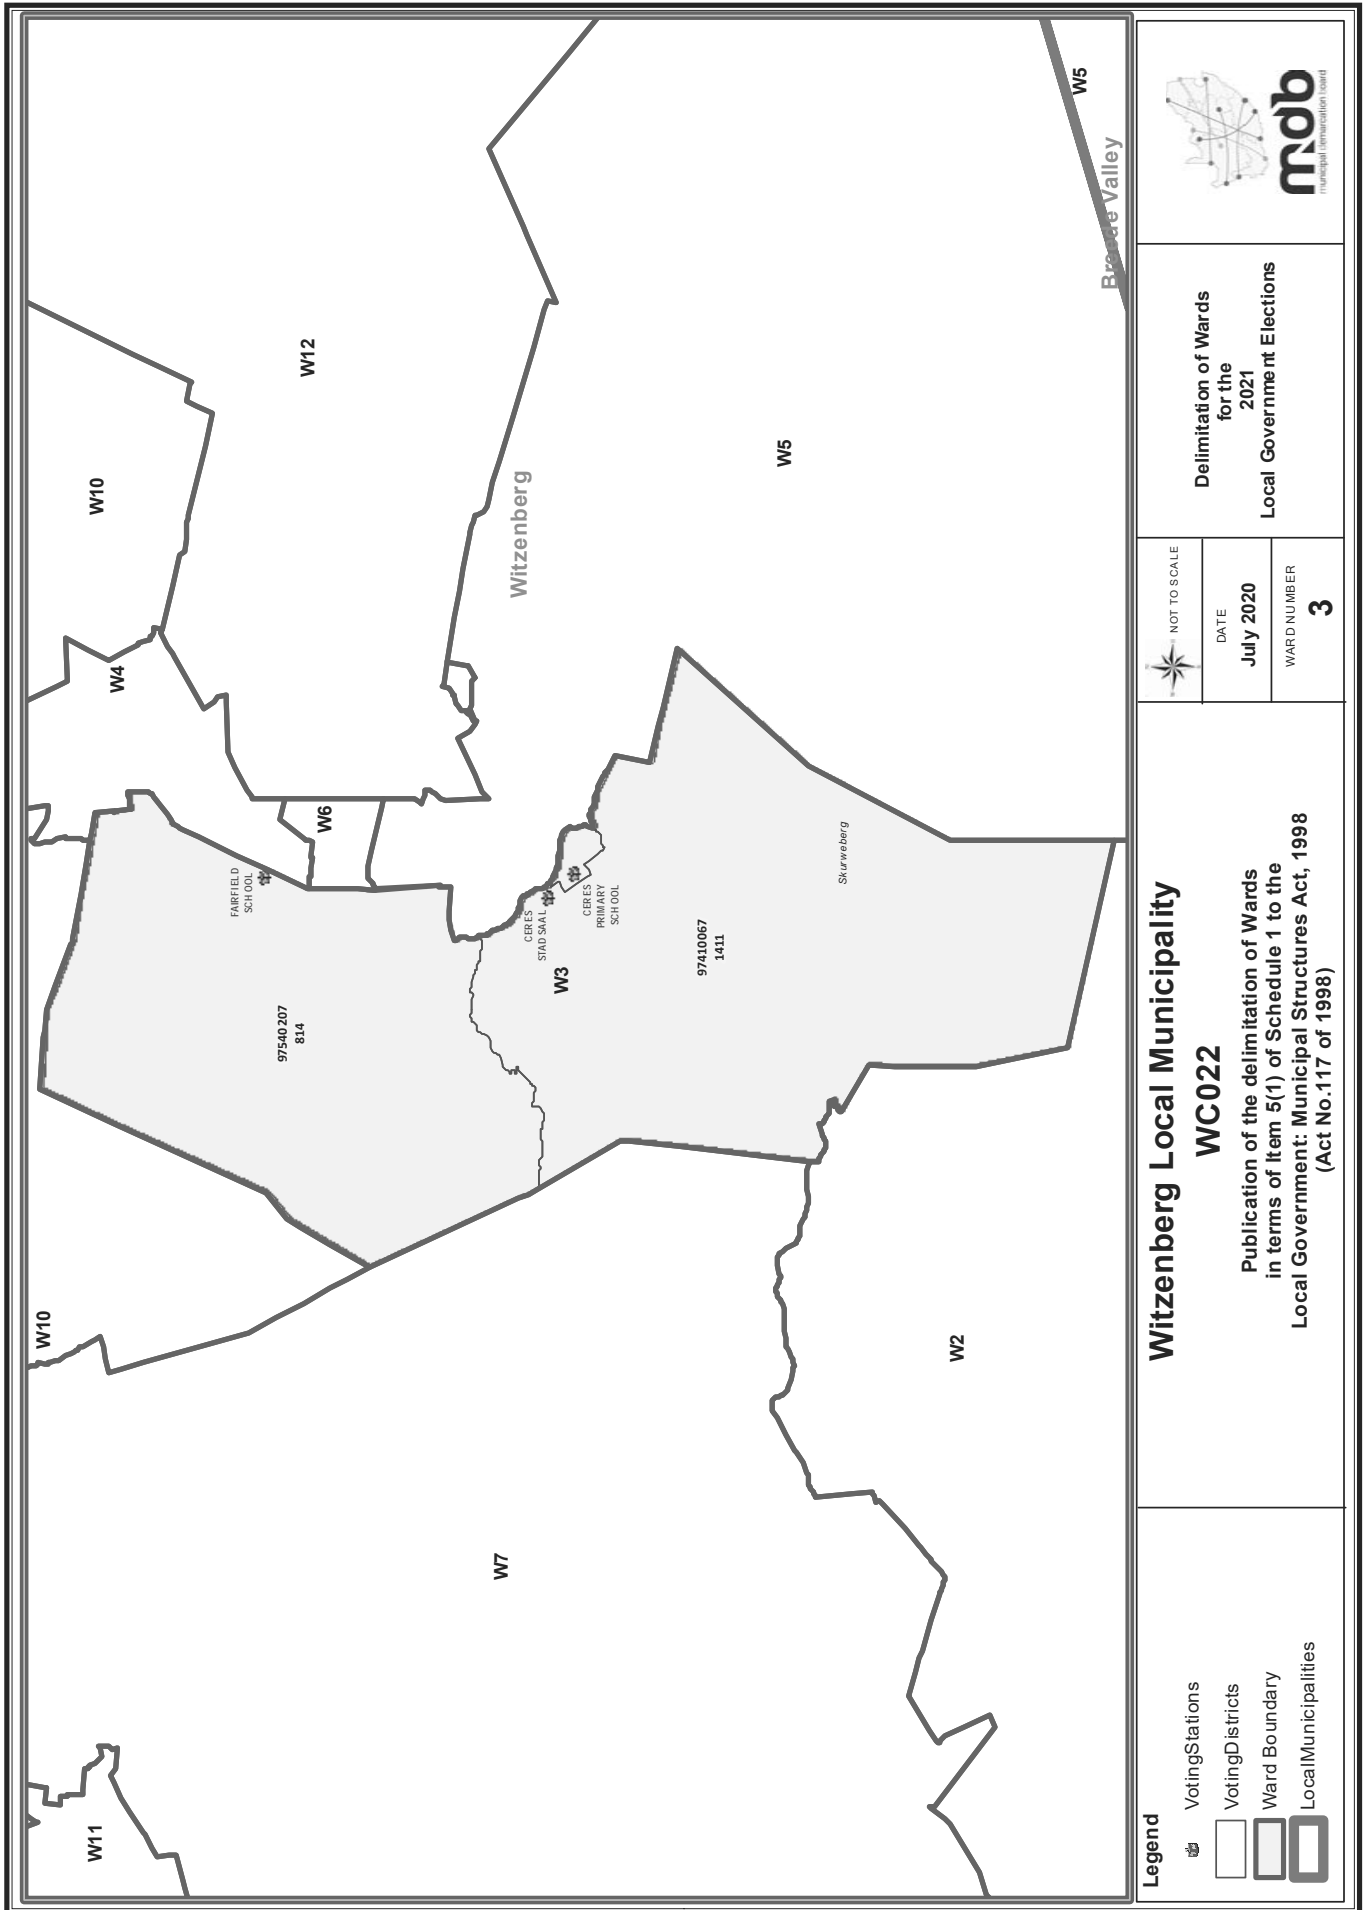 W11
W10
W7
W2
W10
W4
W6
W12
W5
W5
Witzenberg
Breede Valley
FAIRFIELD
SCHOOL
97540207
814
CERES
STADSAAL
CERES
PRIMARY
SCHOOL
W3
97410067
1411
Skurweberg
Legend
VotingStations
VotingDistricts
Ward Boundary
LocalMunicipalities
Witzenberg Local Municipality
WC022
Publication of the delimitation of Wards
in terms of Item 5(1) of Schedule 1 to the
Local Government: Municipal Structures Act, 1998
(Act No.117 of 1998)
NOT TO SCALE
DATE
July 2020
WARD NUMBER
3
Delimitation of Wards
for the
2021
Local Government Elections
mdb
municipal demarcation board